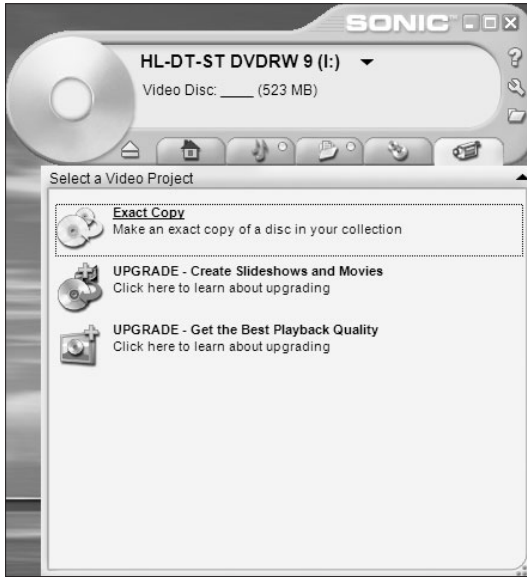 SONIC
HL-DT-ST DVDRW 9 (I:)
Video Disc: ____ (523 MB)
Select a Video Project
Exact Copy
Make an exact copy of a disc in your collection
UPGRADE - Create Slideshows and Movies
Click here to learn about upgrading
UPGRADE - Get the Best Playback Quality
Click here to learn about upgrading